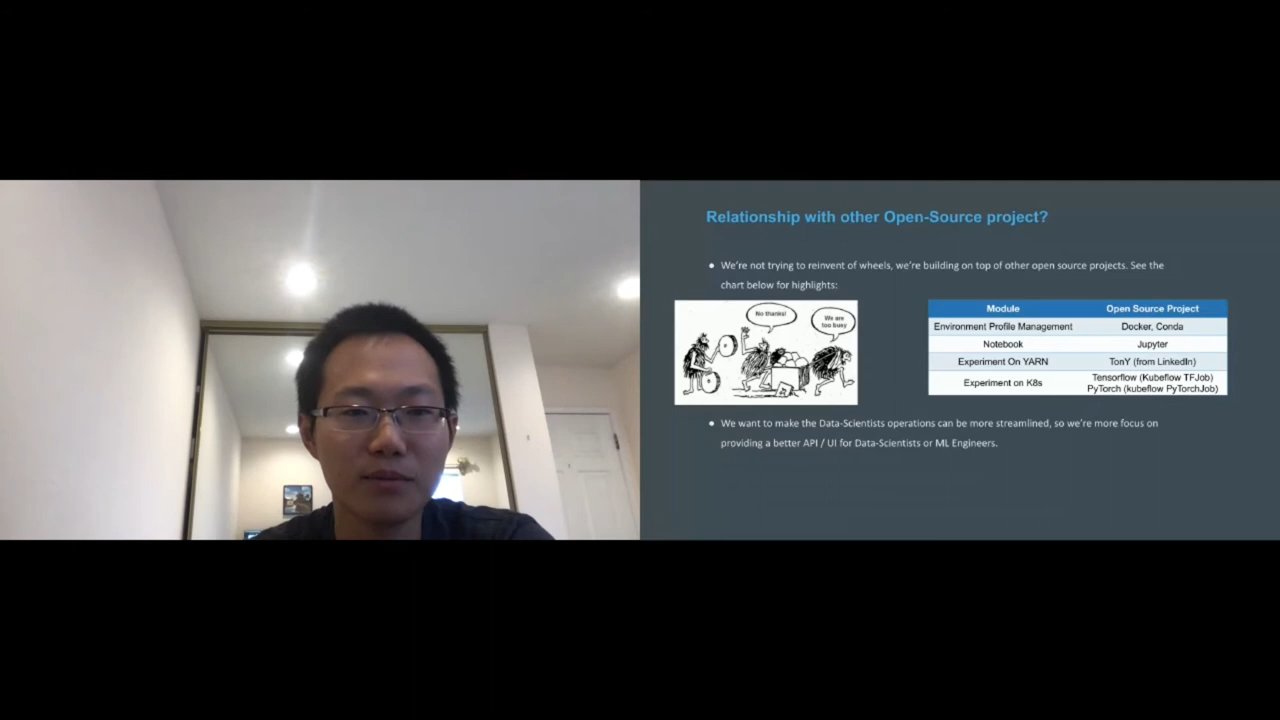 Relationship with other Open-Source project?
We're not trying to reinvent of wheels, we're building on top of other open source projects. See the
chart below for highlights:
No thanks!
We are
too busy
Module Open Source Project
Environment Profile Management Docker, Conda
Notebook Jupyter
Experiment On YARN TonY (from LinkedIn)
Experiment on K8s Tensorflow (Kubeflow TFJob)
PyTorch (kubeflow PyTorchJob)
We want to make the Data-Scientists operations can be more streamlined, so we're more focus on
providing a better API / UI for Data-Scientists or ML Engineers.